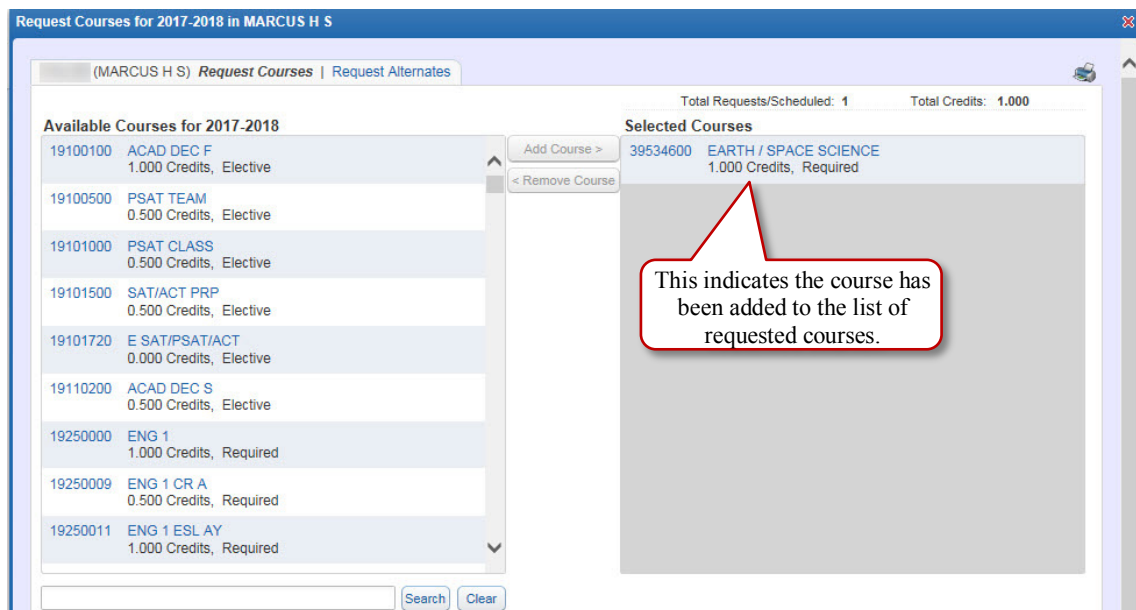 Request Courses for 2017-2018 in MARCUS H S
(MARCUS H S) Request Courses | Request Alternates
Total Requests/Scheduled: 1 Total Credits: 1.000
Available Courses for 2017-2018
Selected Courses
19100100 ACAD DEC F
1.000 Credits, Elective
19100500 PSAT TEAM
0.500 Credits, Elective
19101000 PSAT CLASS
0.500 Credits, Elective
19101500 SAT/ACT PRP
0.500 Credits, Elective
19101720 E SAT/PSAT/ACT
0.000 Credits, Elective
19110200 ACAD DEC S
0.500 Credits, Elective
19250000 ENG 1
1.000 Credits, Required
19250009 ENG 1 CR A
0.500 Credits, Required
19250011 ENG 1 ESL AY
1.000 Credits, Required
Add Course >
< Remove Course
39534600 EARTH / SPACE SCIENCE
1.000 Credits, Required
This indicates the course has
been added to the list of
requested courses.
Search Clear